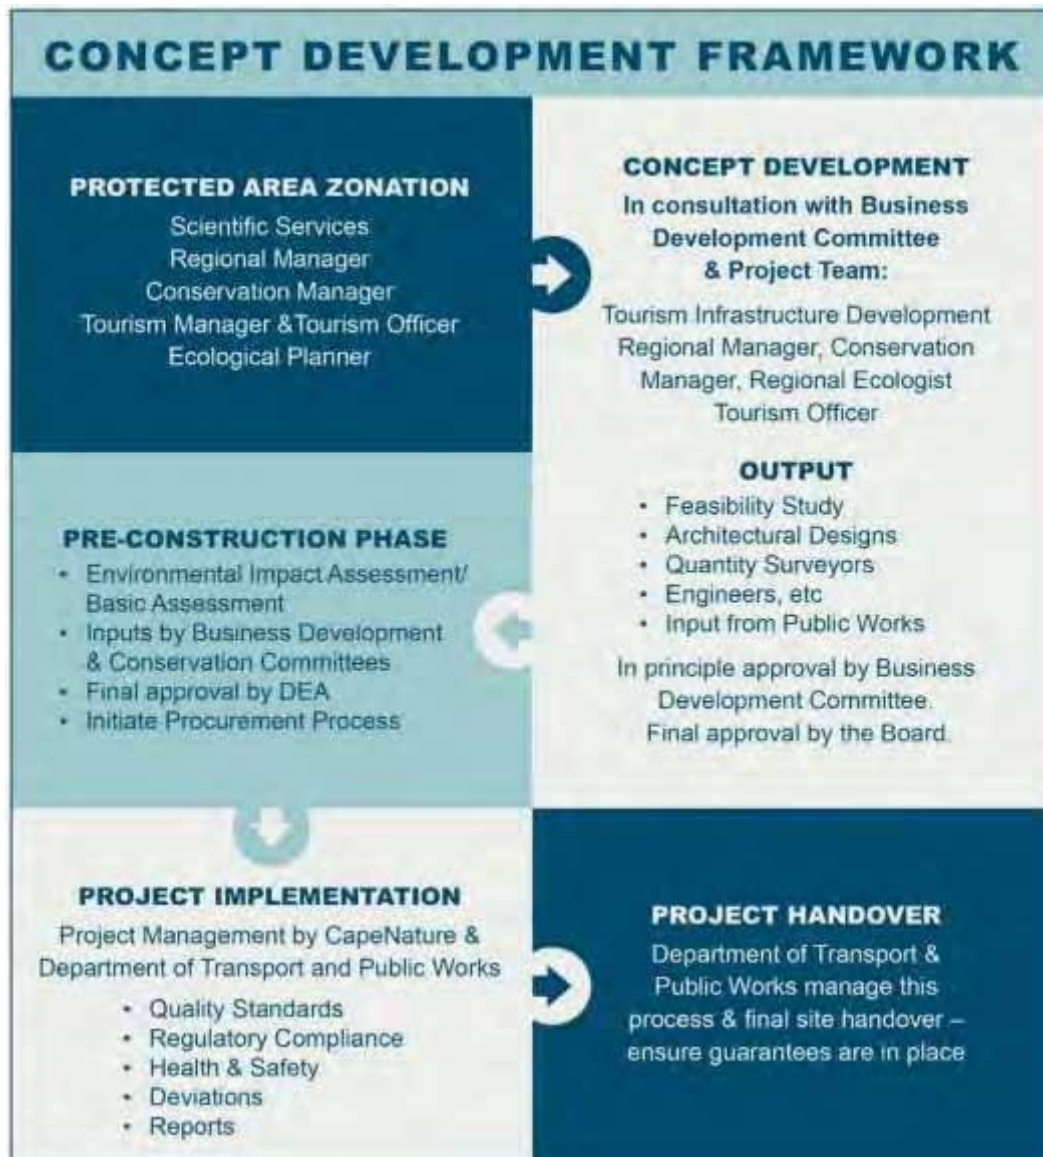 CONCEPT DEVELOPMENT FRAMEWORK
PROTECTED AREA ZONATION
Scientific Services
Regional Manager
Conservation Manager
Tourism Manager &Tourism Officer
Ecological Planner
CONCEPT DEVELOPMENT
In consultation with Business
Development Committee
& Project Team:
Tourism Infrastructure Development
Regional Manager, Conservation
Manager, Regional Ecologist
Tourism Officer
OUTPUT
• Feasibility Study
• Architectural Designs
• Quantity Surveyors
• Engineers, etc
• Input from Public Works
In principle approval by Business
Development Committee.
Final approval by the Board.
PRE-CONSTRUCTION PHASE
• Environmental Impact Assessment/
Basic Assessment
• Inputs by Business Development
& Conservation Committees
• Final approval by DEA
• Initiate Procurement Process
PROJECT IMPLEMENTATION
Project Management by CapeNature &
Department of Transport and Public Works
• Quality Standards
• Regulatory Compliance
• Health & Safety
• Deviations
• Reports
PROJECT HANDOVER
Department of Transport &
Public Works manage this
process & final site handover –
ensure guarantees are in place